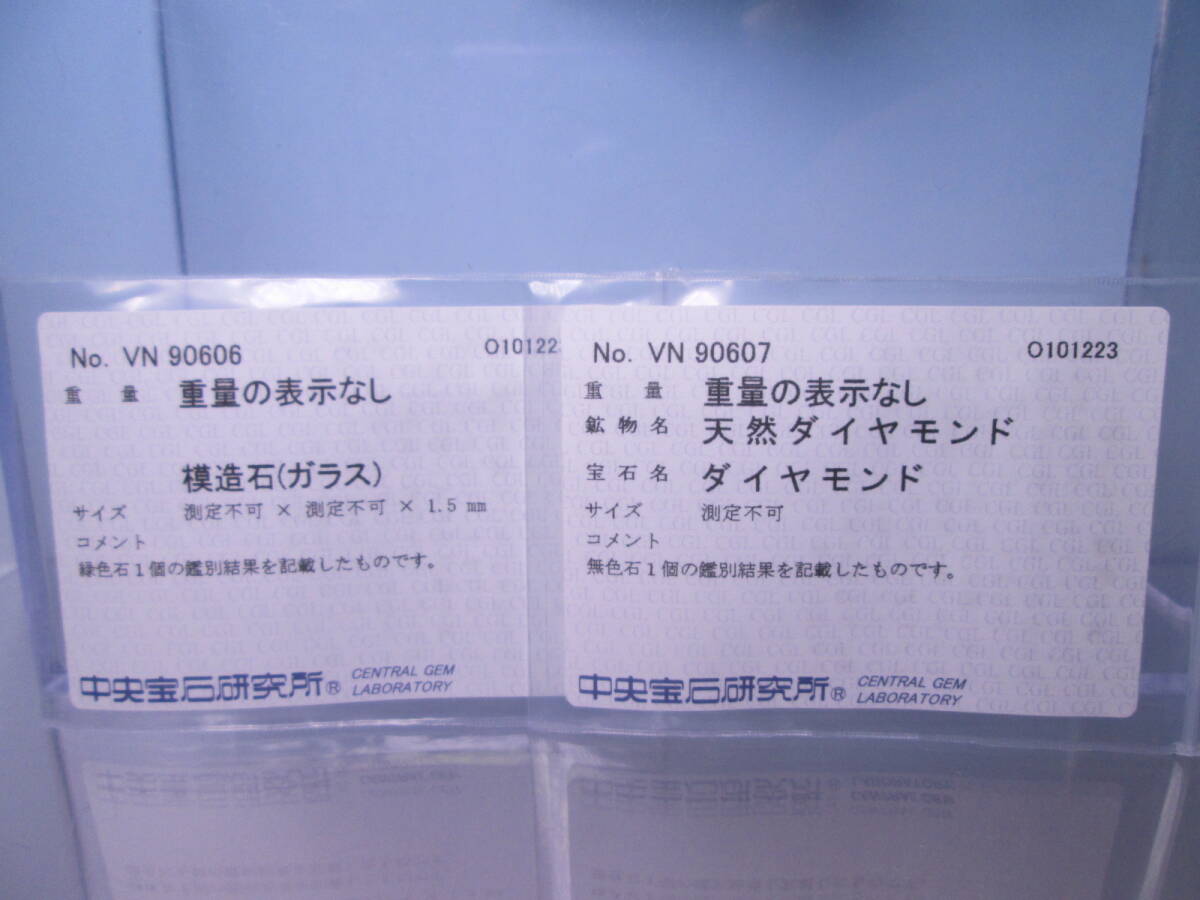 No. VN 90606 O101222
重量 重量の表示なし
模造石(ガラス)
サイズ 測定不可 × 測定不可 × 1.5 mm
コメント
緑色石1個の鑑別結果を記載したものです。
中央宝石研究所® CENTRAL GEM
LABORATORY
No. VN 90607 O101223
重量 重量の表示なし
鉱物名 天然ダイヤモンド
宝石名 ダイヤモンド
サイズ 測定不可
コメント
無色石1個の鑑別結果を記載したものです。
中央宝石研究所® CENTRAL GEM
LABORATORY